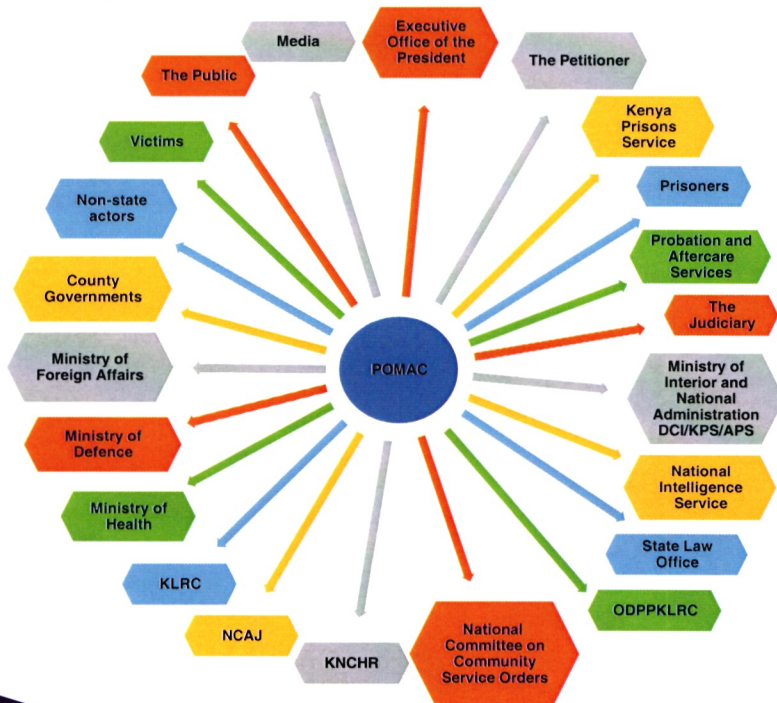 Executive
Office of the
President
The Petitioner
Kenya
Prisons
Service
Prisoners
Probation and
Aftercare
Services
The
Judiciary
Ministry of
Interior and
National
Administration
DCI/KPS/APS
National
Intelligence
Service
State Law
Office
ODPPKLRC
National
Committee on
Community
Service Orders
KNCHR
NCAJ
KLRC
Ministry of
Health
Ministry of
Defence
Ministry of
Foreign Affairs
County
Governments
Non-state
actors
Victims
The Public
Media
POMAC